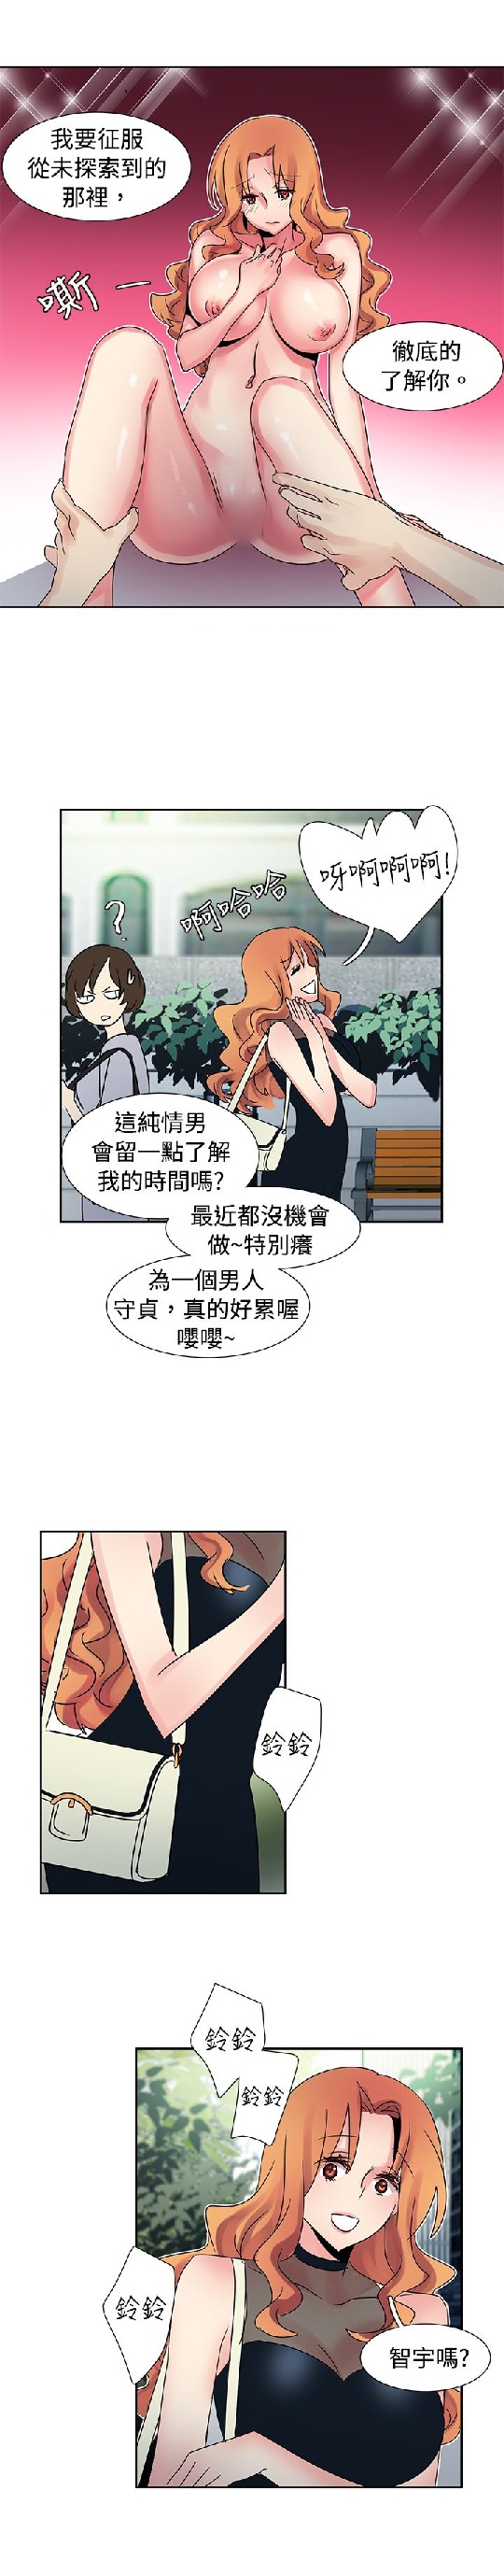 我要征服
從未探索到的
那裡，
嘶一
徹底的
了解你。
呀啊啊啊!
?
啊哈哈
這純情男
會留一點了解
我的時間嗎?
最近都沒機會
做~特別癢
為一個男人
守貞，真的好累喔
嚶嚶~
鈴鈴
鈴鈴
鈴鈴
鈴鈴
智宇嗎?